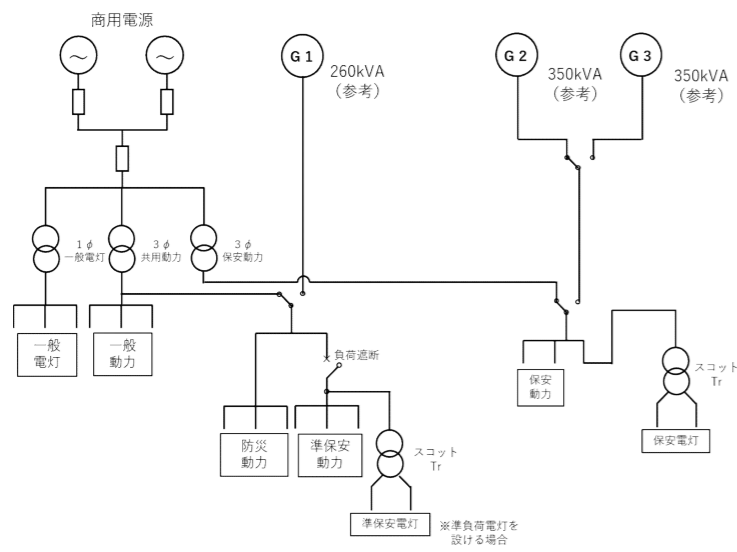 商用電源
G1
260kVA
(参考)
G2
350kVA
(参考)
G3
350kVA
(参考)
1φ
一般電灯
3φ
共用動力
3φ
保安動力
一般
電灯
一般
動力
負荷遮断
防災
動力
準保安
動力
スコット
Tr
準保安電灯
※準負荷電灯を
設ける場合
保安
動力
スコット
Tr
保安電灯